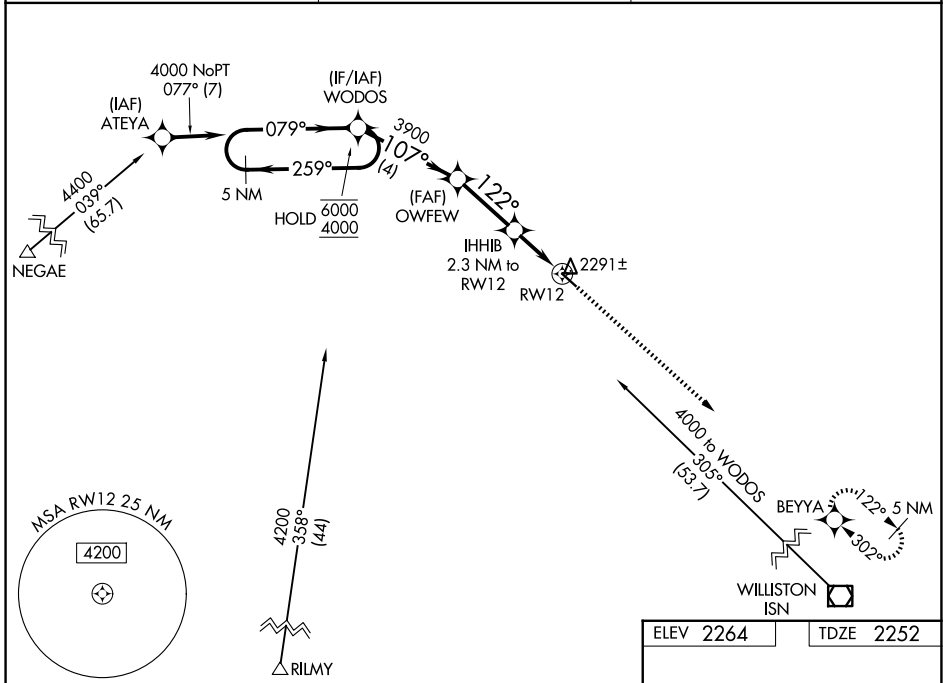 4000 NoPT
077° (7)
(IAF)
ATEYA
(IF/IAF)
WODOS
079°
259°
5 NM
HOLD 6000
4000
3900
107°
(4)
122°
(FAF)
OWFEW
IHHIB
2.3 NM to
RW12
RW12
2291±
4400
039°
(65.7)
NEGAE
4200
358°
(44)
RILMY
4000 to WODOS
305°
(53.7)
BEYYA
122°
5 NM
302°
WILLISTON
ISN
MSA RW12 25 NM
4200
ELEV 2264
TDZE 2252